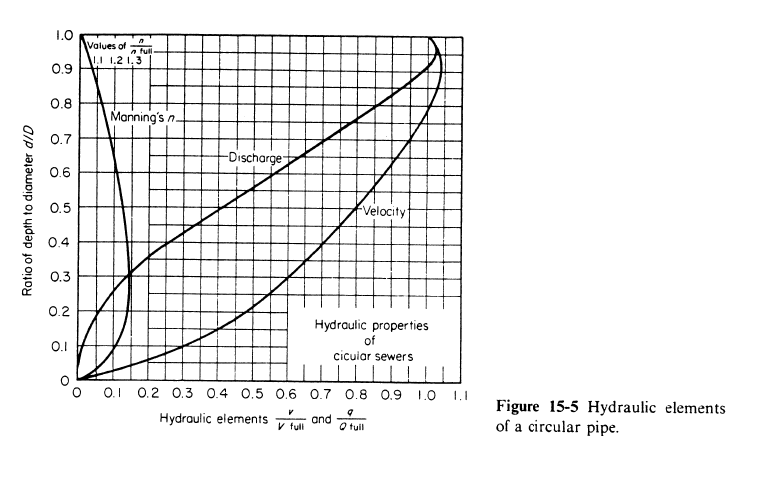 1.0
Values of n / n full
1.1 1.2 1.3
0.9
0.8
Manning's n
0.7
Discharge
0.6
0.5
Velocity
0.4
0.3
0.2
Hydraulic properties
of
cicular sewers
0.1
0
0 0.1 0.2 0.3 0.4 0.5 0.6 0.7 0.8 0.9 1.0 1.1
Ratio of depth to diameter d/D
Hydraulic elements v / V full and q / Q full
Figure 15-5 Hydraulic elements
of a circular pipe.